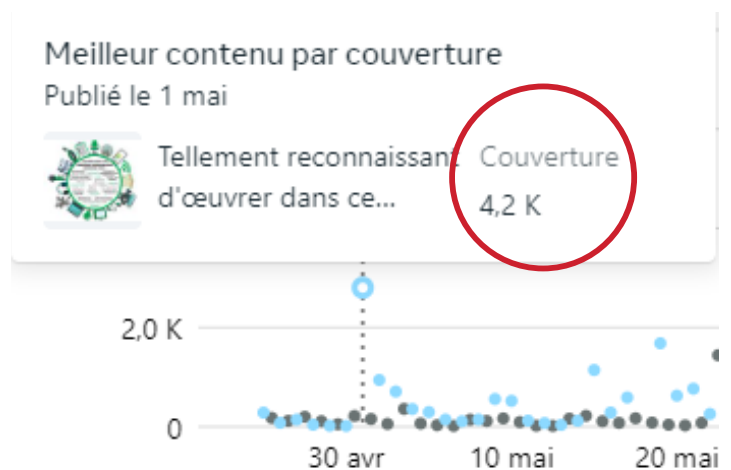 Meilleur contenu par couverture
Publié le 1 mai
Tellement reconnaissant
d'œuvrer dans ce...
Couverture
4,2 K
2,0 K
0
30 avr
10 mai
20 mai